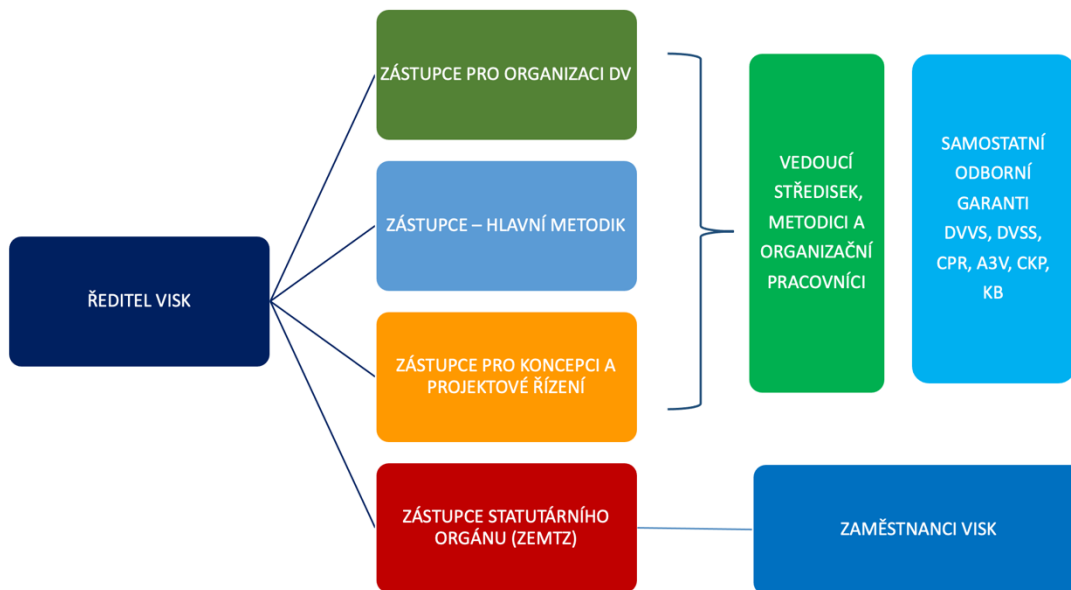 ŘEDITEL VISK
ZÁSTUPCE PRO ORGANIZACI DV
ZÁSTUPCE – HLAVNÍ METODIK
ZÁSTUPCE PRO KONCEPCI A
PROJEKTOVÉ ŘÍZENÍ
ZÁSTUPCE STATUTÁRNÍHO
ORGÁNU (ZEMTZ)
VEDOUCÍ
STŘEDISEK,
METODICI A
ORGANIZAČNÍ
PRACOVNÍCI
SAMOSTATNÍ
ODBORNÍ
GARANTI
DVVS, DVSS,
CPR, A3V, CKP,
KB
ZAMĚSTNANCI VISK